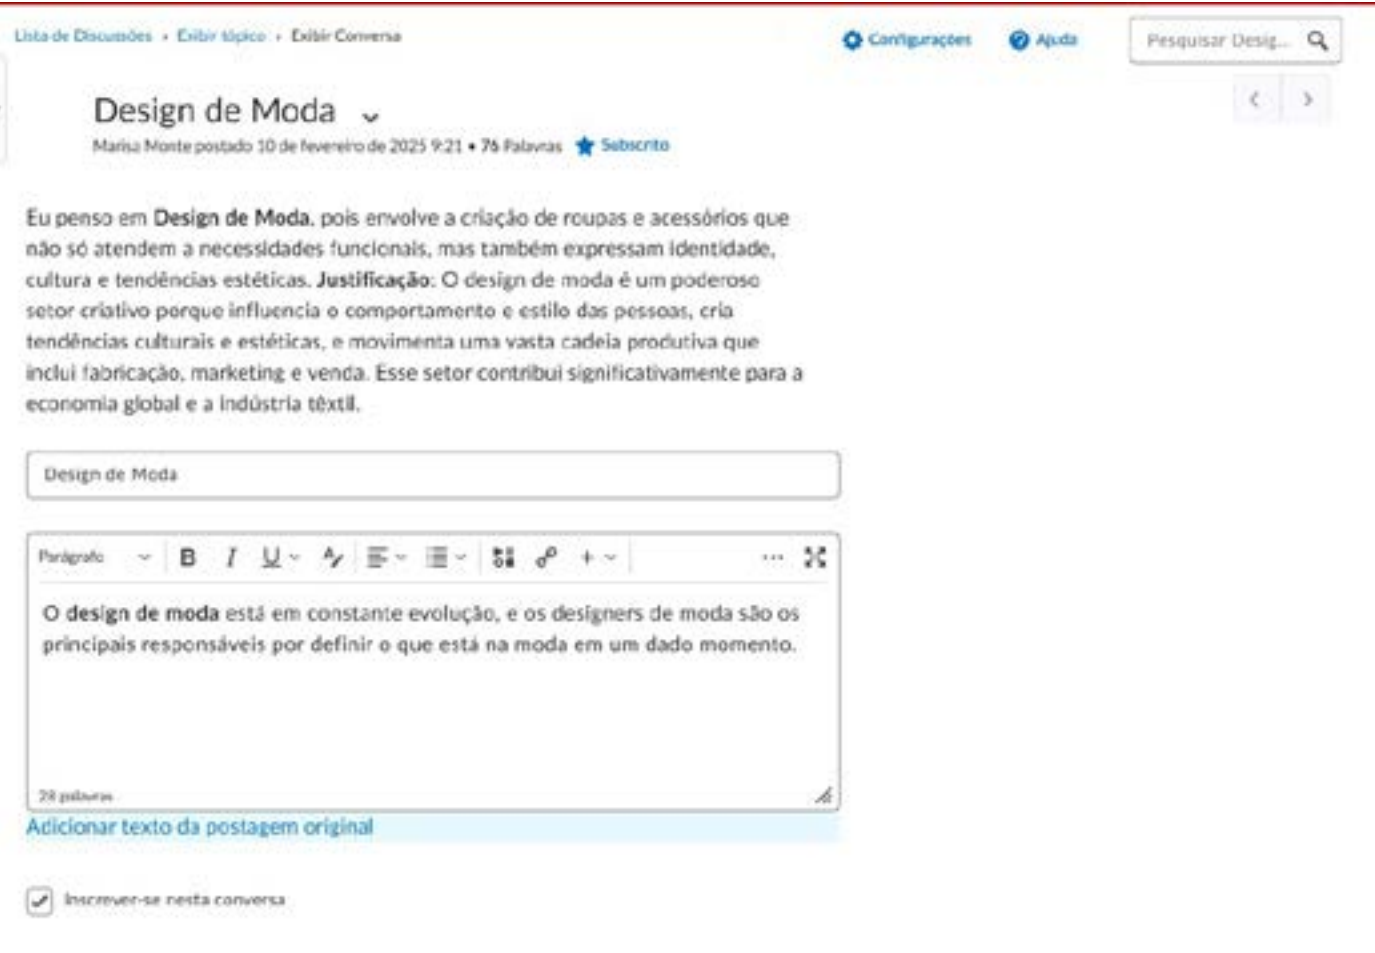 Lista de Discussões › Exibir tópico › Exibir Conversa
Configurações
Ajuda
Pesquisar Desig...
Design de Moda
Marisa Monte postado 10 de fevereiro de 2025 9:21 • 76 Palavras
Subscrito
Eu penso em Design de Moda, pois envolve a criação de roupas e acessórios que
não só atendem a necessidades funcionais, mas também expressam identidade,
cultura e tendências estéticas. Justificação: O design de moda é um poderoso
setor criativo porque influencia o comportamento e estilo das pessoas, cria
tendências culturais e estéticas, e movimenta uma vasta cadeia produtiva que
inclui fabricação, marketing e venda. Esse setor contribui significativamente para a
economia global e a indústria têxtil.
Design de Moda
Parágrafo B I U
O design de moda está em constante evolução, e os designers de moda são os
principais responsáveis por definir o que está na moda em um dado momento.
28 palavras
Adicionar texto da postagem original
Inscrever-se nesta conversa